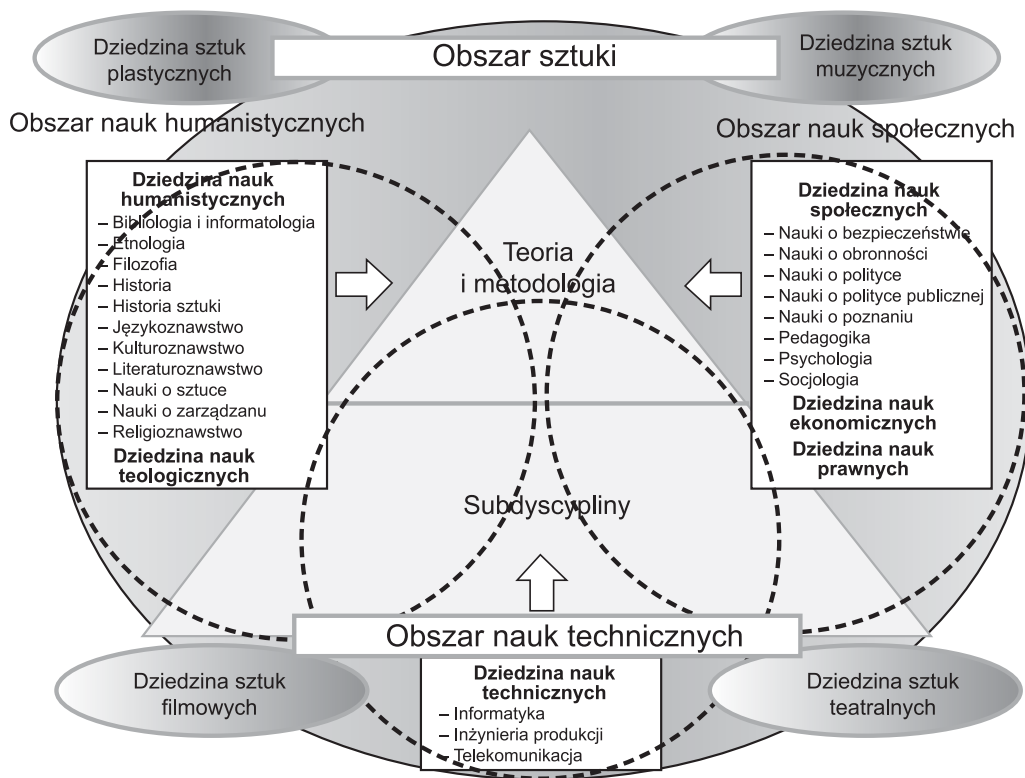 Dziedzina sztuk
plastycznych
Obszar sztuki
Dziedzina sztuk
muzycznych
Obszar nauk humanistycznych
Obszar nauk społecznych
Dziedzina nauk
humanistycznych
– Bibliologia i informatologia
– Etnologia
– Filozofia
– Historia
– Historia sztuki
– Językoznawstwo
– Kulturoznawstwo
– Literaturoznawstwo
– Nauki o sztuce
– Nauki o zarządzanu
– Religioznawstwo
Dziedzina nauk
teologicznych
Teoria
i metodologia
Dziedzina nauk
społecznych
– Nauki o bezpieczeństwie
– Nauki o obronności
– Nauki o polityce
– Nauki o polityce publicznej
– Nauki o poznaniu
– Pedagogika
– Psychologia
– Socjologia
Dziedzina nauk
ekonomicznych
Dziedzina nauk
prawnych
Subdyscypliny
Obszar nauk technicznych
Dziedzina sztuk
filmowych
Dziedzina nauk
technicznych
– Informatyka
– Inżynieria produkcji
– Telekomunikacja
Dziedzina sztuk
teatralnych